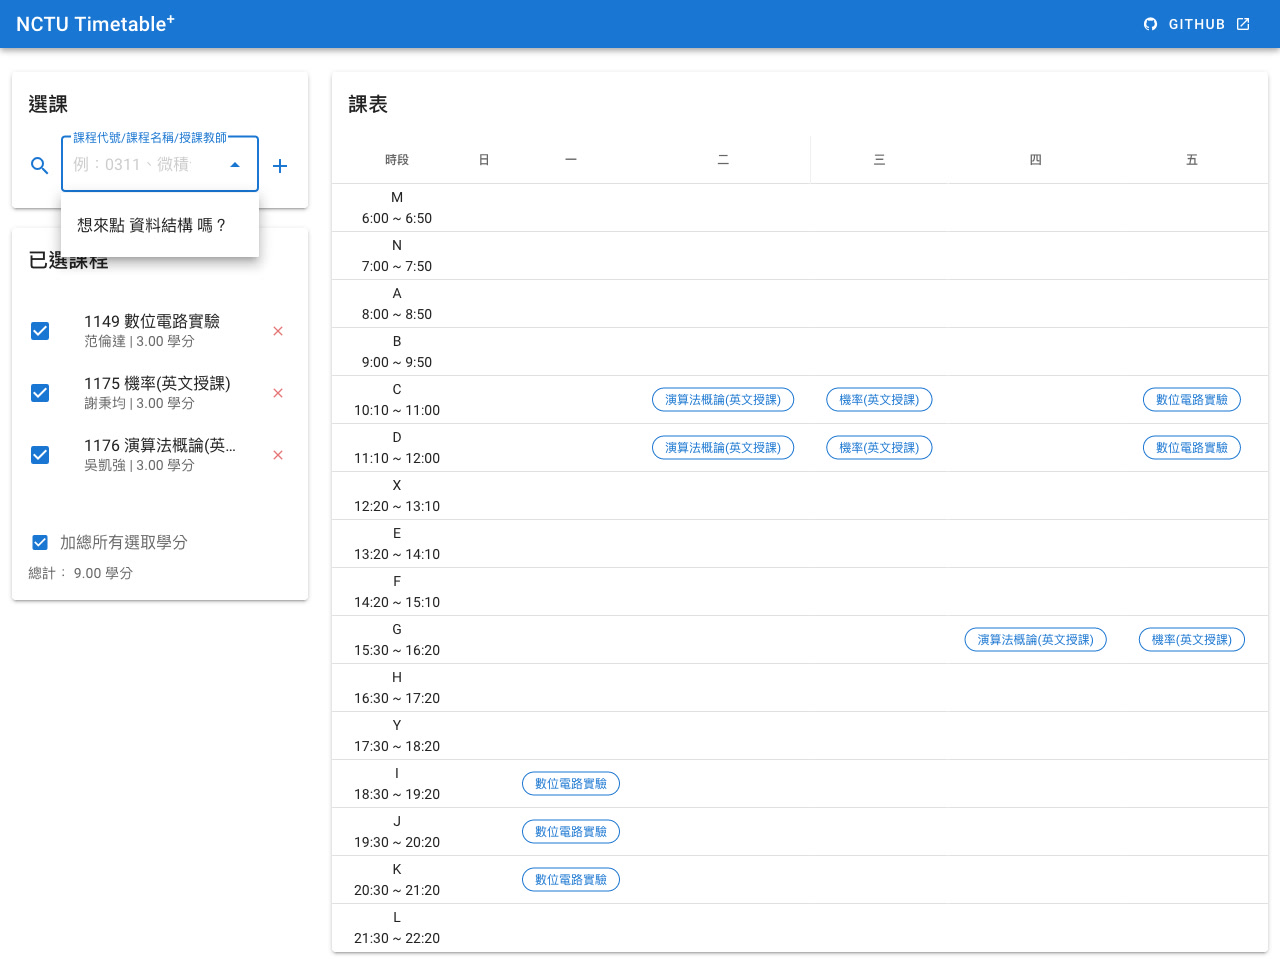 NCTU Timetable+
GITHUB
選課
課程代號/課程名稱/授課教師
例：0311、微積
想來點 資料結構 嗎？
已選課程
1149 數位電路實驗
范倫達 | 3.00 學分
1175 機率(英文授課)
謝秉均 | 3.00 學分
1176 演算法概論(英...
吳凱強 | 3.00 學分
加總所有選取學分
總計： 9.00 學分
課表
時段 日 一 二 三 四 五
M
6:00 ~ 6:50
N
7:00 ~ 7:50
A
8:00 ~ 8:50
B
9:00 ~ 9:50
C
10:10 ~ 11:00
演算法概論(英文授課) 機率(英文授課) 數位電路實驗
D
11:10 ~ 12:00
演算法概論(英文授課) 機率(英文授課) 數位電路實驗
X
12:20 ~ 13:10
E
13:20 ~ 14:10
F
14:20 ~ 15:10
G
15:30 ~ 16:20
演算法概論(英文授課) 機率(英文授課)
H
16:30 ~ 17:20
Y
17:30 ~ 18:20
I
18:30 ~ 19:20
數位電路實驗
J
19:30 ~ 20:20
數位電路實驗
K
20:30 ~ 21:20
數位電路實驗
L
21:30 ~ 22:20